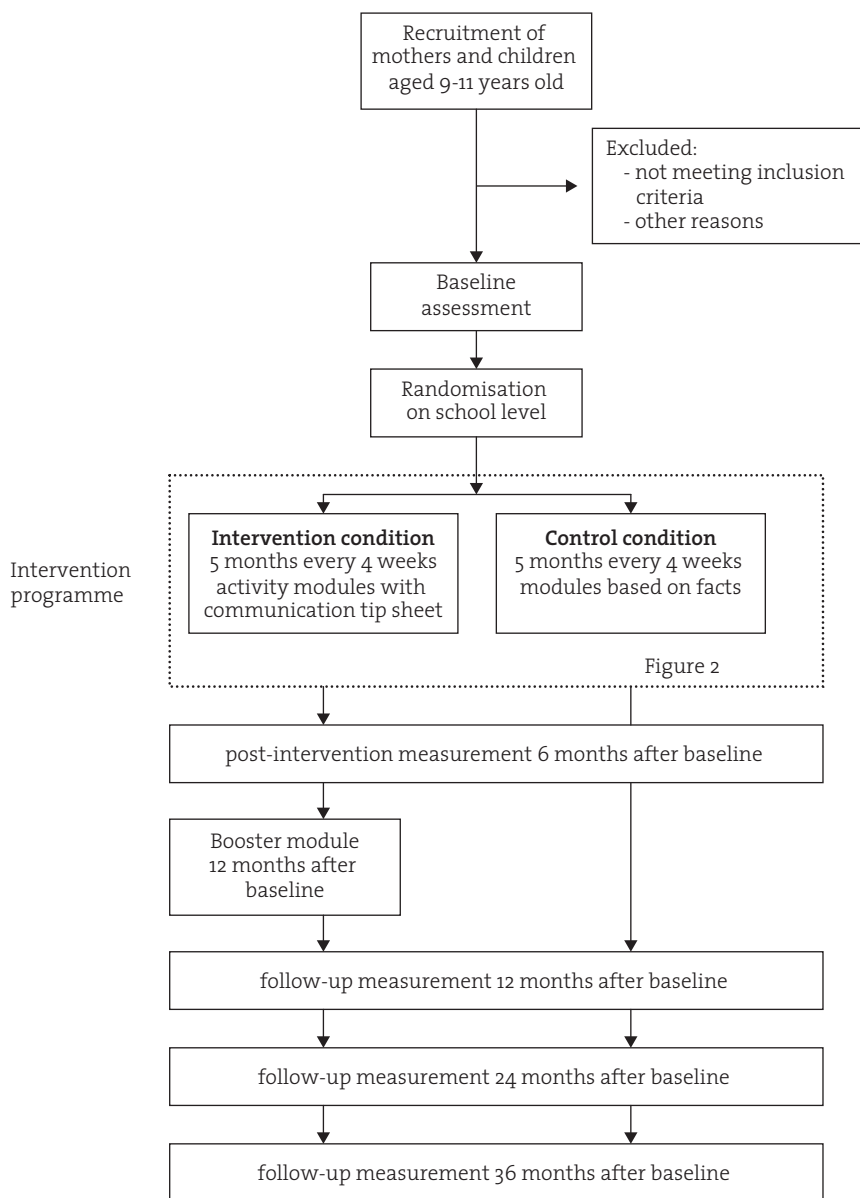 Recruitment of
mothers and children
aged 9-11 years old
Excluded:
- not meeting inclusion
criteria
- other reasons
Baseline
assessment
Randomisation
on school level
Intervention
programme
Intervention condition
5 months every 4 weeks
activity modules with
communication tip sheet
Control condition
5 months every 4 weeks
modules based on facts
Figure 2
post-intervention measurement 6 months after baseline
Booster module
12 months after
baseline
follow-up measurement 12 months after baseline
follow-up measurement 24 months after baseline
follow-up measurement 36 months after baseline